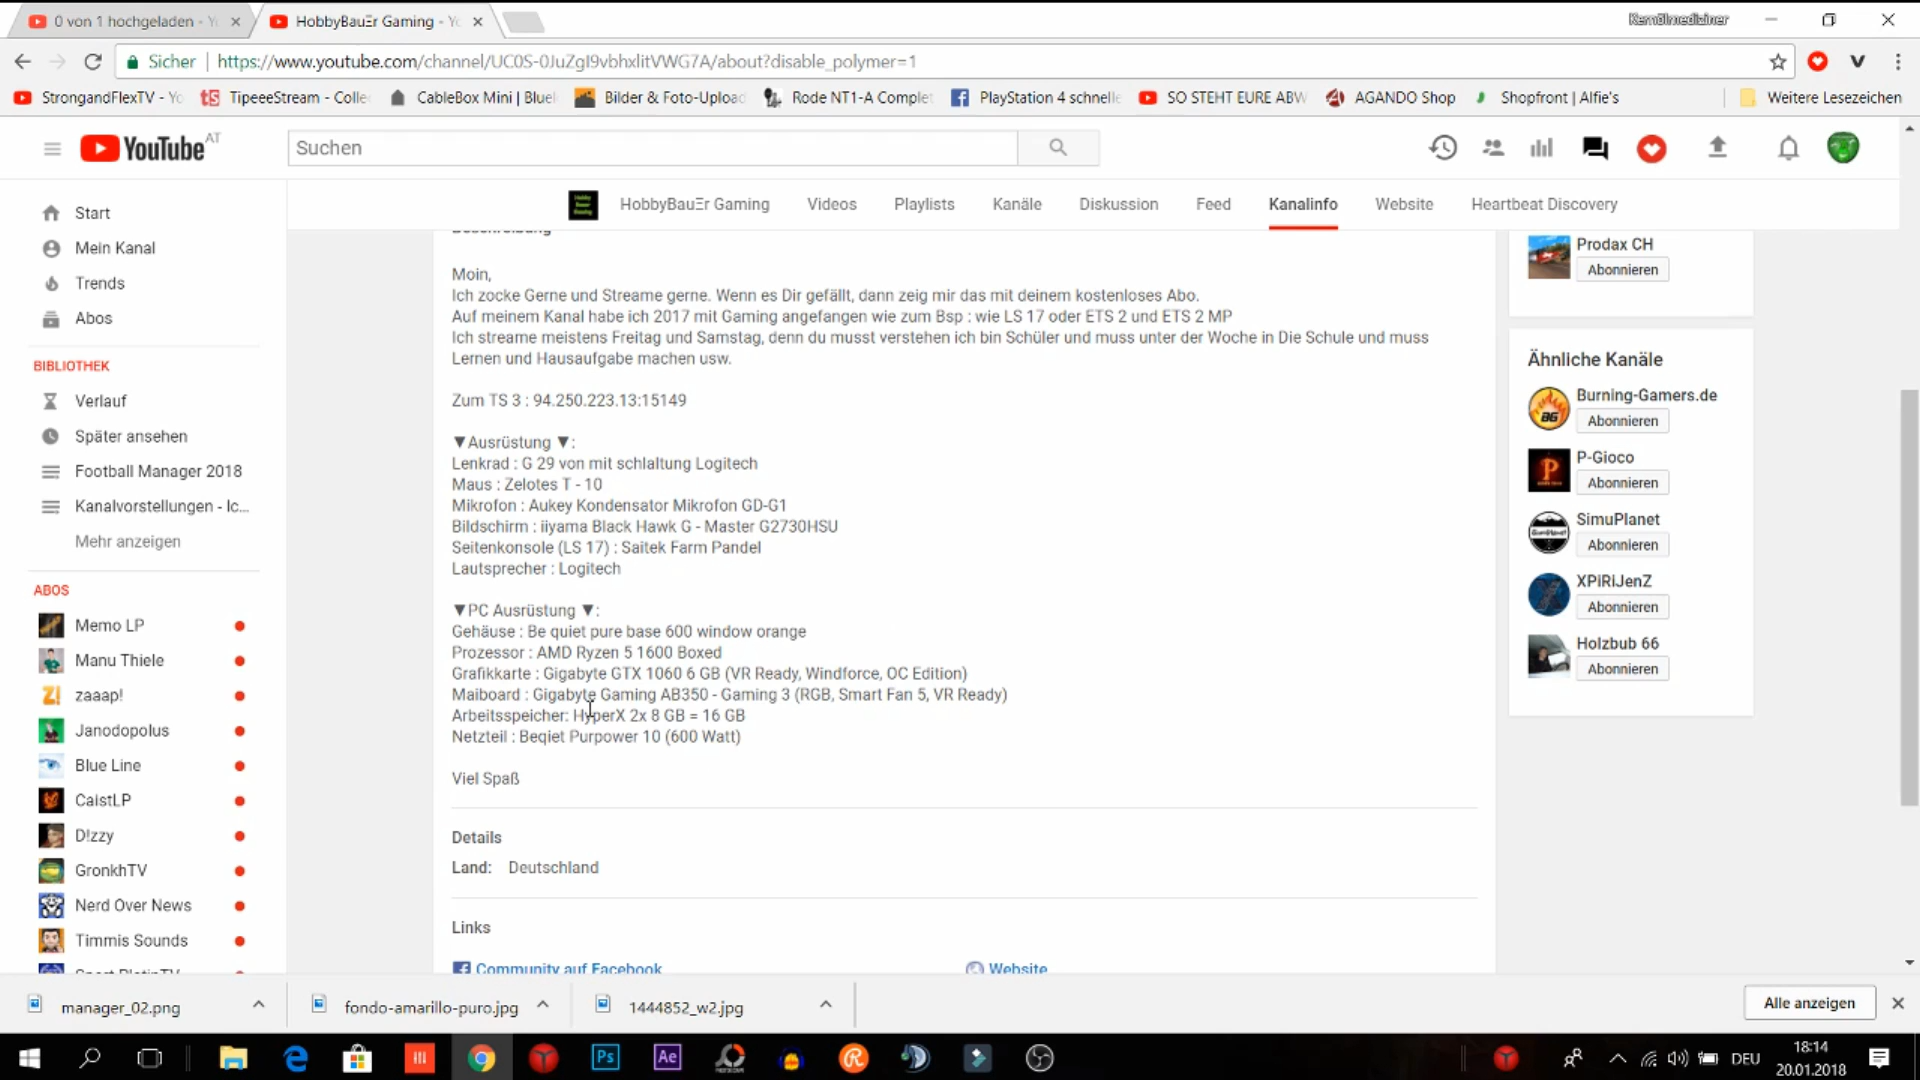 0 von 1 hochgeladen - Y
HobbyBauΞr Gaming - Yo
Kernölmediziner
Sicher
https://www.youtube.com/channel/UC0S-0JuZgI9vbhxlitVWG7A/about?disable_polymer=1
StrongandFlexTV - Yo
TipeeeStream - Colle
CableBox Mini | Blue
Bilder & Foto-Upload
Rode NT1-A Complet
PlayStation 4 schnelle
SO STEHT EURE ABW
AGANDO Shop
Shopfront | Alfie's
Weitere Lesezeichen
YouTube AT
Suchen
HobbyBauΞr Gaming
Videos
Playlists
Kanäle
Diskussion
Feed
Kanalinfo
Website
Heartbeat Discovery
Start
Mein Kanal
Trends
Abos
BIBLIOTHEK
Verlauf
Später ansehen
Football Manager 2018
Kanalvorstellungen - Ic...
Mehr anzeigen
ABOS
Memo LP
Manu Thiele
zaaap!
Janodopolus
Blue Line
CaistLP
D!zzy
GronkhTV
Nerd Over News
Timmis Sounds
Sport PlatinTV
Beschreibung
Moin,
Ich zocke Gerne und Streame gerne. Wenn es Dir gefällt, dann zeig mir das mit deinem kostenloses Abo.
Auf meinem Kanal habe ich 2017 mit Gaming angefangen wie zum Bsp : wie LS 17 oder ETS 2 und ETS 2 MP
Ich streame meistens Freitag und Samstag, denn du musst verstehen ich bin Schüler und muss unter der Woche in Die Schule und muss
Lernen und Hausaufgabe machen usw.
Zum TS 3 : 94.250.223.13:15149
▼Ausrüstung ▼:
Lenkrad : G 29 von mit schlaltung Logitech
Maus : Zelotes T - 10
Mikrofon : Aukey Kondensator Mikrofon GD-G1
Bildschirm : iiyama Black Hawk G - Master G2730HSU
Seitenkonsole (LS 17) : Saitek Farm Pandel
Lautsprecher : Logitech
▼PC Ausrüstung ▼:
Gehäuse : Be quiet pure base 600 window orange
Prozessor : AMD Ryzen 5 1600 Boxed
Grafikkarte : Gigabyte GTX 1060 6 GB (VR Ready, Windforce, OC Edition)
Maiboard : Gigabyte Gaming AB350 - Gaming 3 (RGB, Smart Fan 5, VR Ready)
Arbeitsspeicher: HyperX 2x 8 GB = 16 GB
Netzteil : Beqiet Purpower 10 (600 Watt)
Viel Spaß
Details
Land: Deutschland
Links
Community auf Facebook
Website
Prodax CH
Abonnieren
Ähnliche Kanäle
Burning-Gamers.de
Abonnieren
P-Gioco
Abonnieren
SimuPlanet
Abonnieren
XPiRiJenZ
Abonnieren
Holzbub 66
Abonnieren
manager_02.png
fondo-amarillo-puro.jpg
1444852_w2.jpg
Alle anzeigen
DEU
18:14
20.01.2018